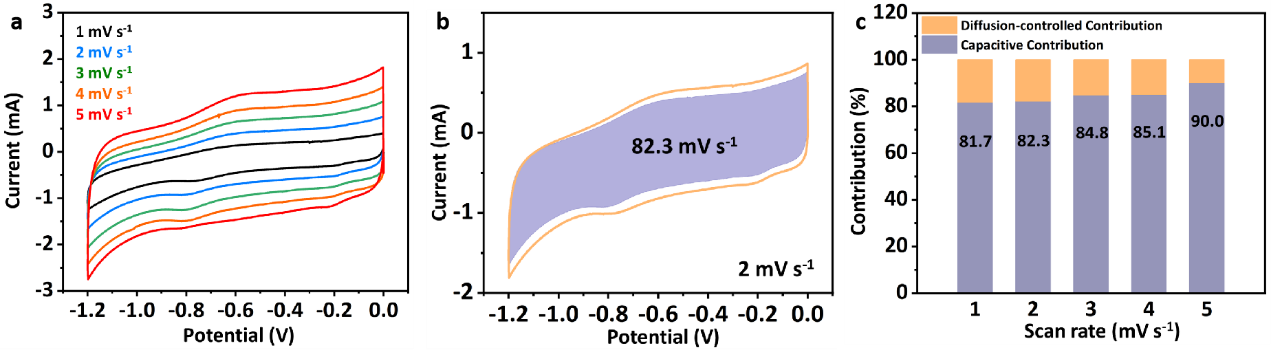 a
3
2
1
0
-1
-2
-3
Current (mA)
1 mV s-1
2 mV s-1
3 mV s-1
4 mV s-1
5 mV s-1
-1.2 -1.0 -0.8 -0.6 -0.4 -0.2 0.0
Potential (V)
b
1
0
-1
-2
Current (mA)
82.3 mV s-1
2 mV s-1
-1.2 -1.0 -0.8 -0.6 -0.4 -0.2 0.0
Potential (V)
c
120
100
80
60
40
20
0
Contribution (%)
Diffusion-controlled Contribution
Capacitive Contribution
81.7 82.3 84.8 85.1 90.0
1 2 3 4 5
Scan rate (mV s-1)